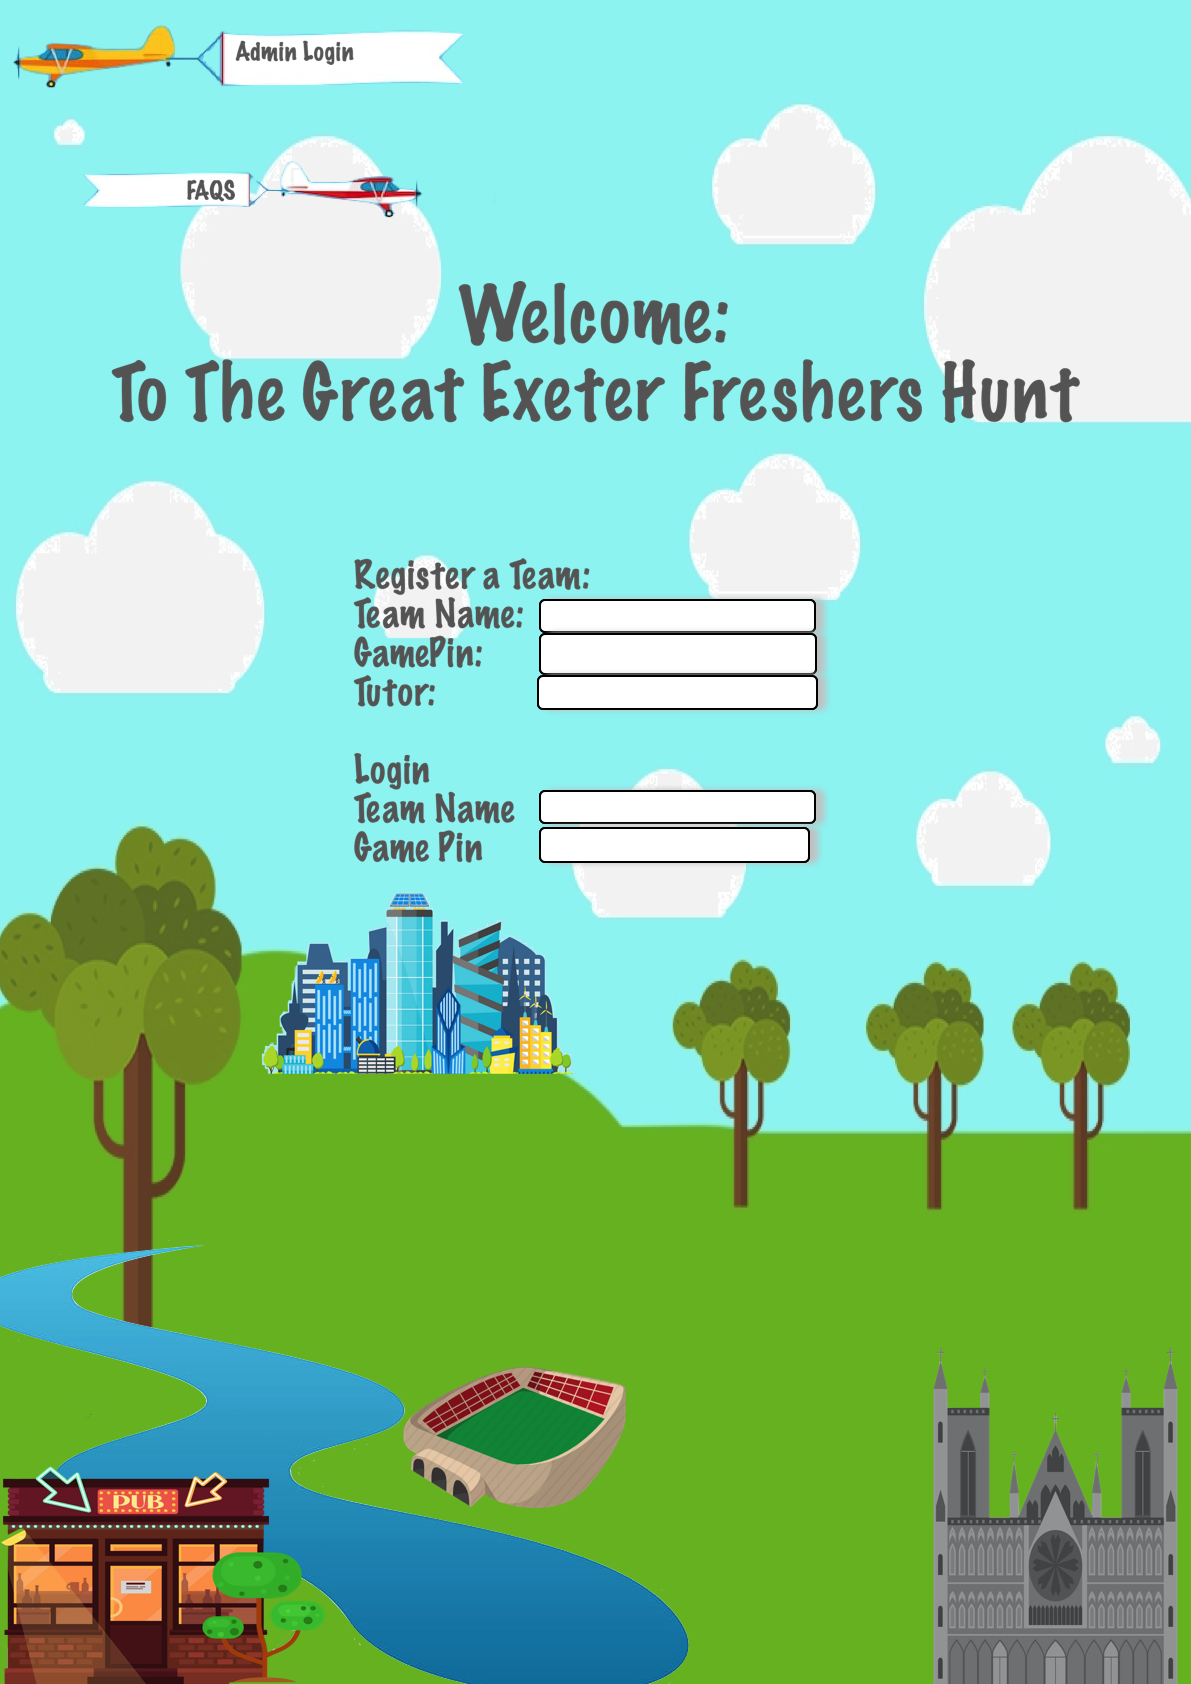 Admin Login
FAQS
Welcome:
To The Great Exeter Freshers Hunt
Register a Team:
Team Name:
GamePin:
Tutor:
Login
Team Name
Game Pin
PUB